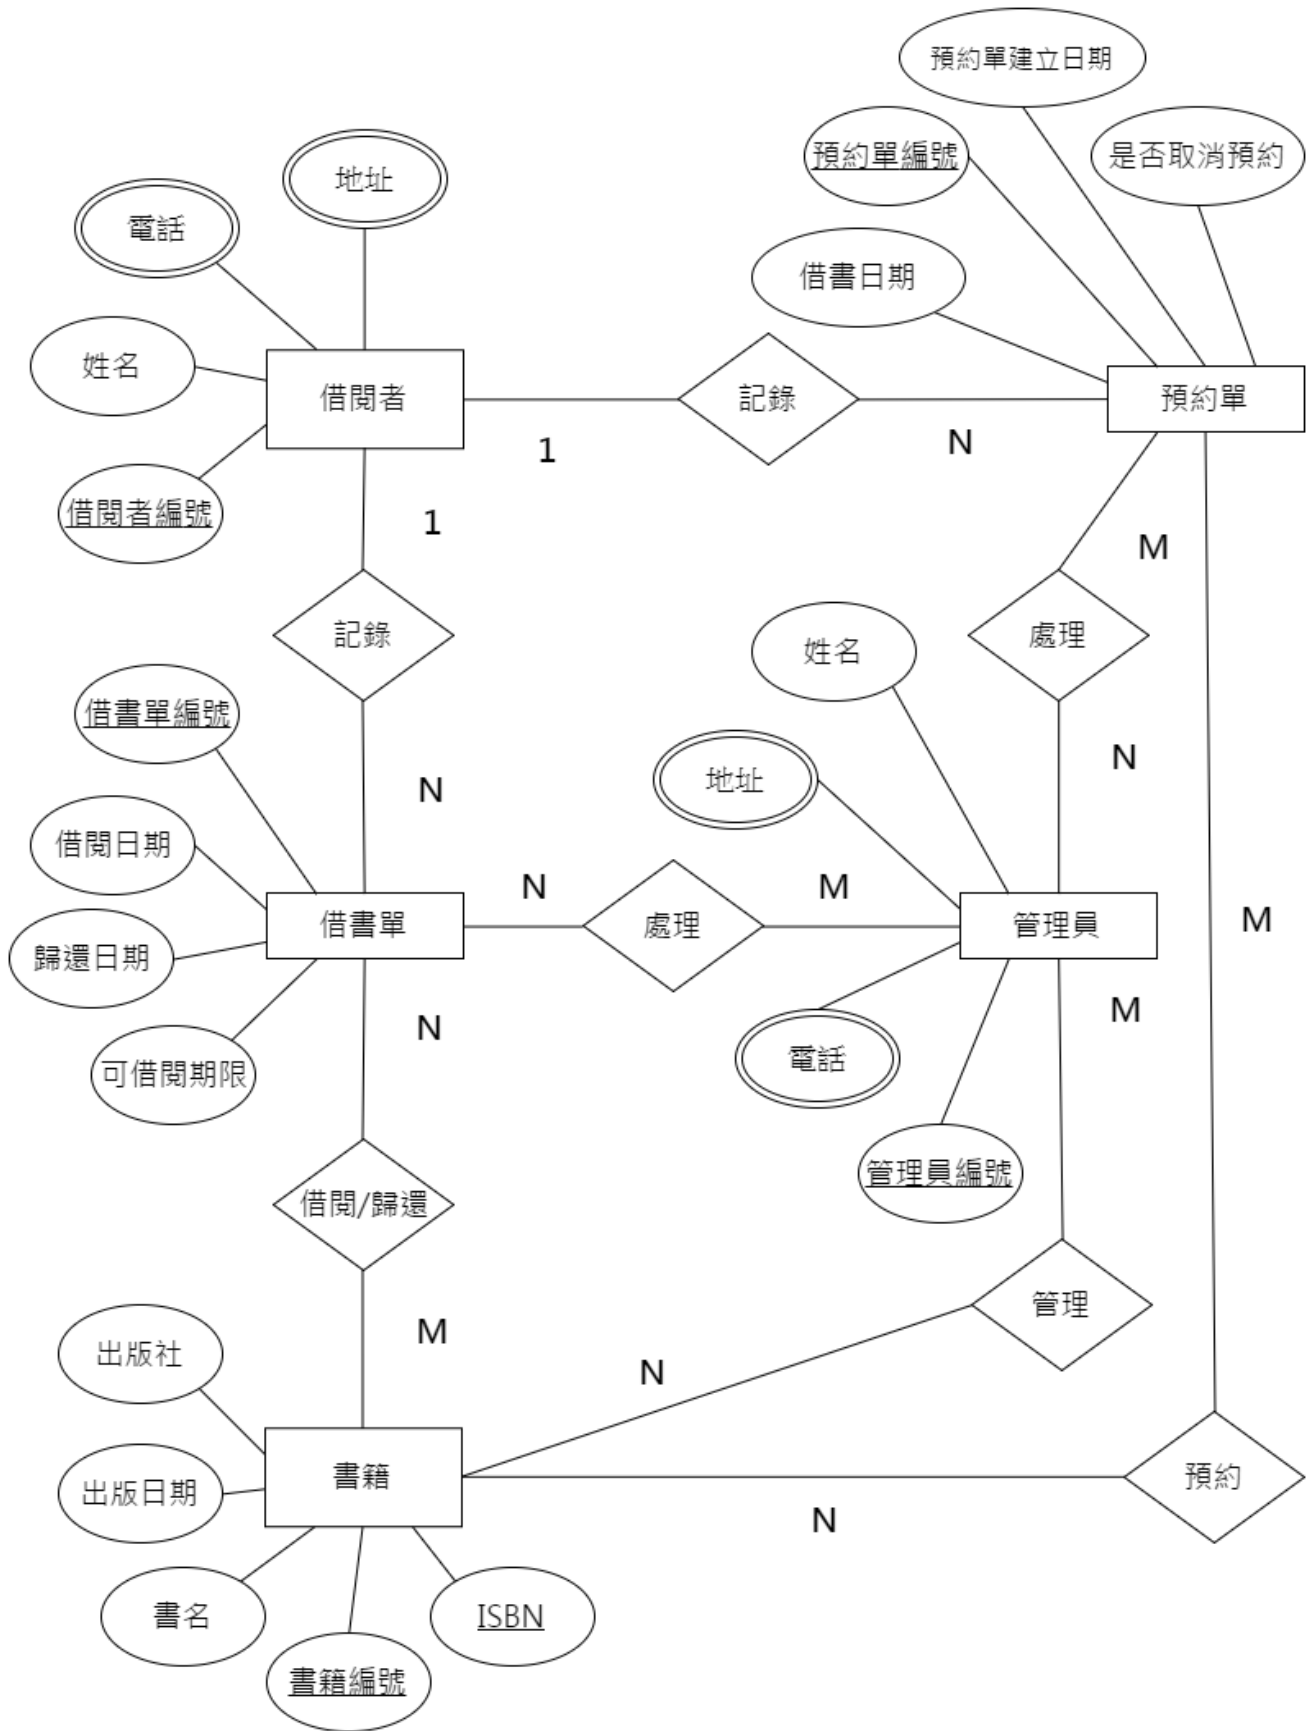 預約單建立日期
預約單編號
是否取消預約
地址
電話
借書日期
姓名
借閱者
記錄
預約單
1
N
借閱者編號
1
M
記錄
處理
姓名
借書單編號
地址
N
N
借閱日期
N
M
M
借書單
處理
管理員
歸還日期
N
M
電話
可借閱期限
管理員編號
借閱/歸還
管理
M
出版社
N
書籍
預約
出版日期
N
書名
ISBN
書籍編號